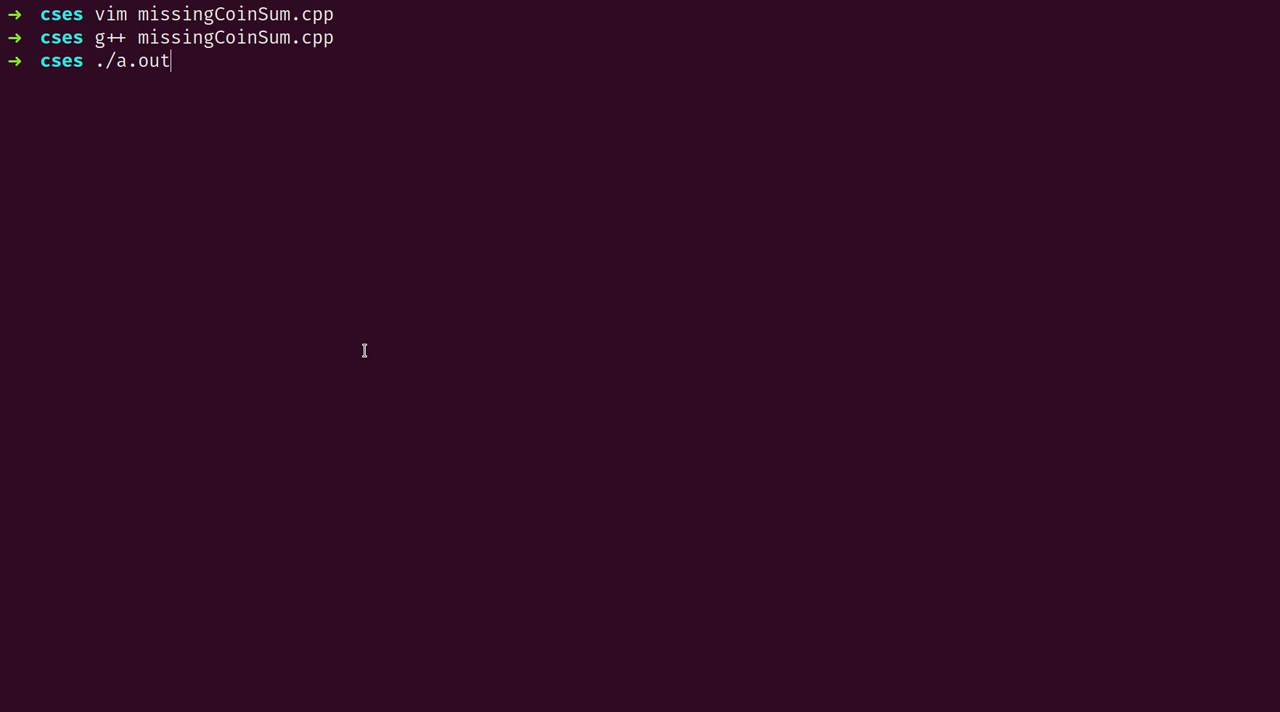 ➜ cses vim missingCoinSum.cpp
➜ cses g++ missingCoinSum.cpp
➜ cses ./a.out